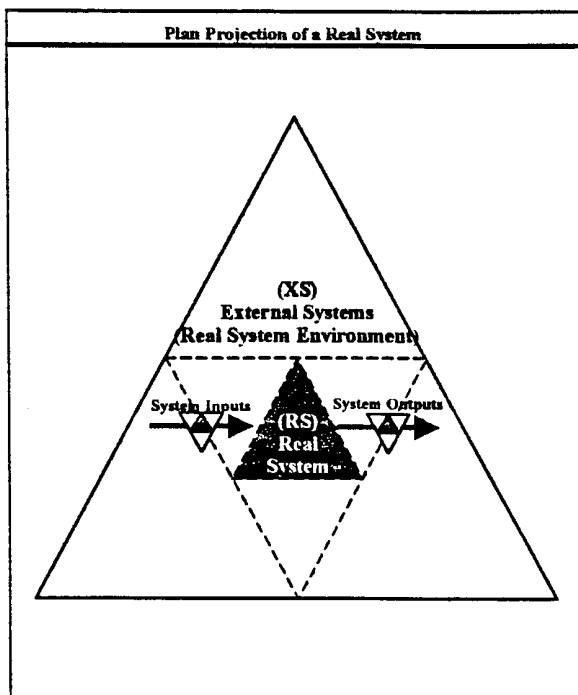 Plan Projection of a Real System
(XS)
External Systems
(Real System Environment)
System Inputs
System Outputs
(RS)
Real
System